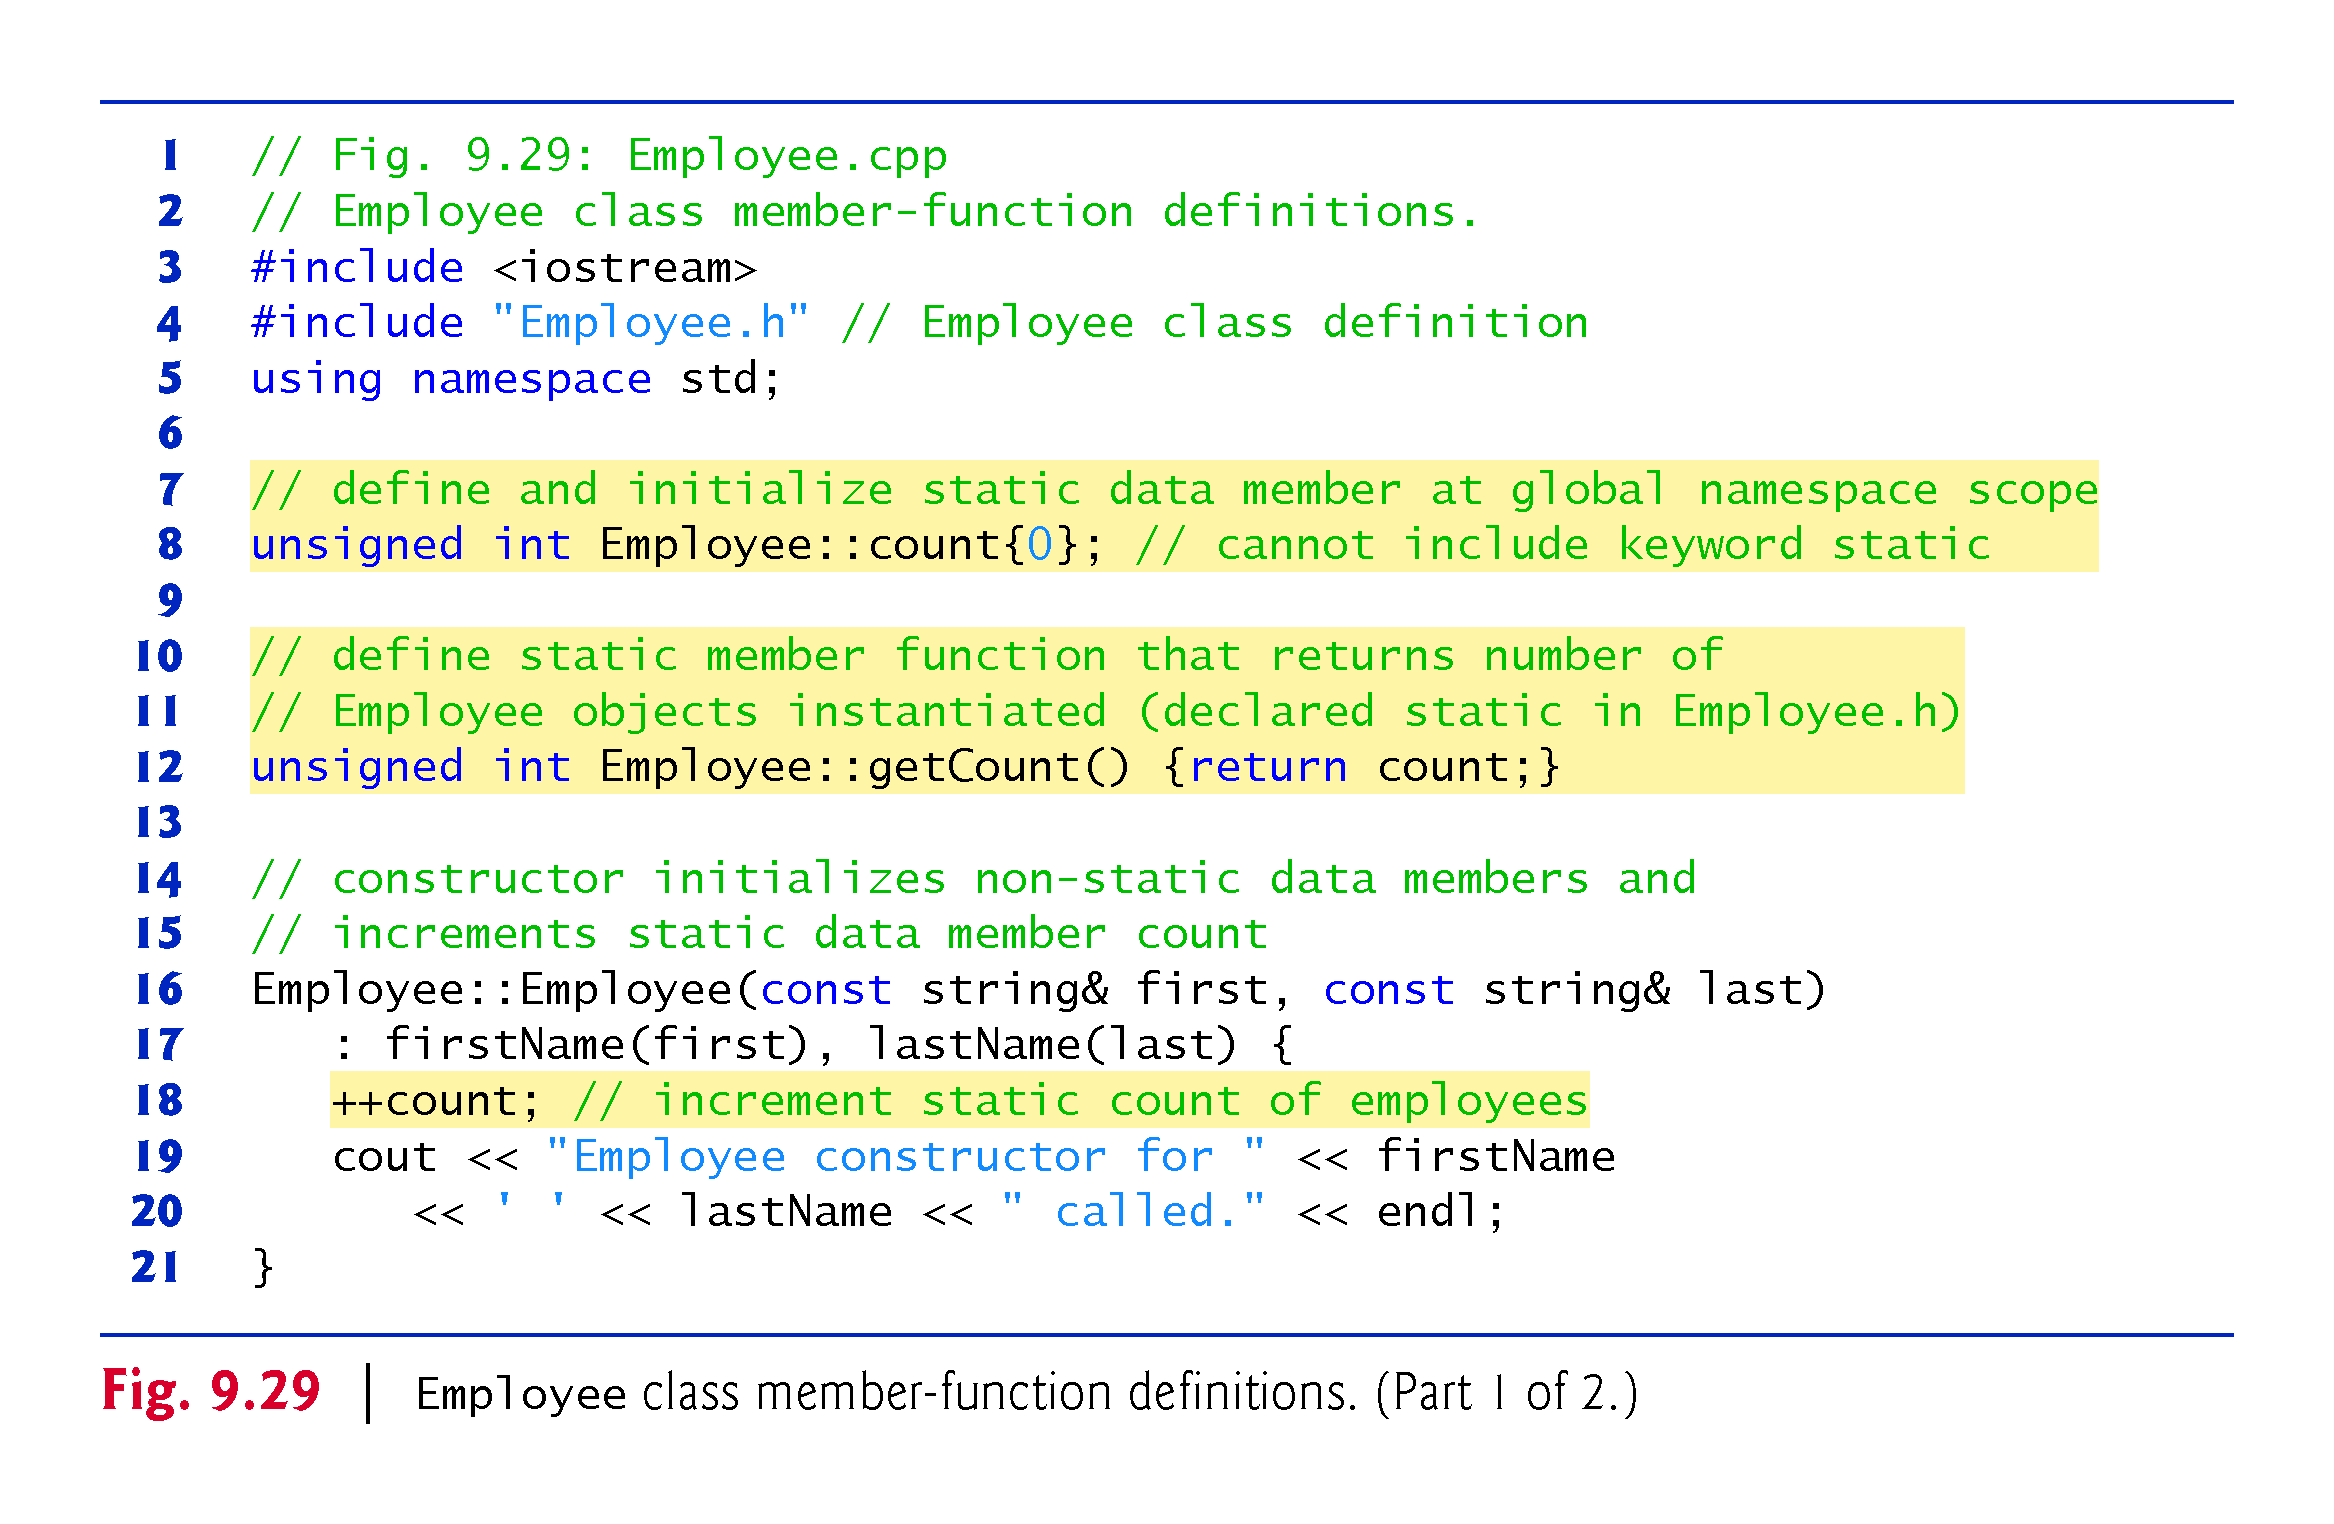 1 // Fig. 9.29: Employee.cpp
2 // Employee class member-function definitions.
3 #include <iostream>
4 #include "Employee.h" // Employee class definition
5 using namespace std;
6
7 // define and initialize static data member at global namespace scope
8 unsigned int Employee::count{0}; // cannot include keyword static
9
10 // define static member function that returns number of
11 // Employee objects instantiated (declared static in Employee.h)
12 unsigned int Employee::getCount() {return count;}
13
14 // constructor initializes non-static data members and
15 // increments static data member count
16 Employee::Employee(const string& first, const string& last)
17    : firstName(first), lastName(last) {
18    ++count; // increment static count of employees
19    cout << "Employee constructor for " << firstName
20       << ' ' << lastName << " called." << endl;
21 }
Fig. 9.29 | Employee class member-function definitions. (Part 1 of 2.)